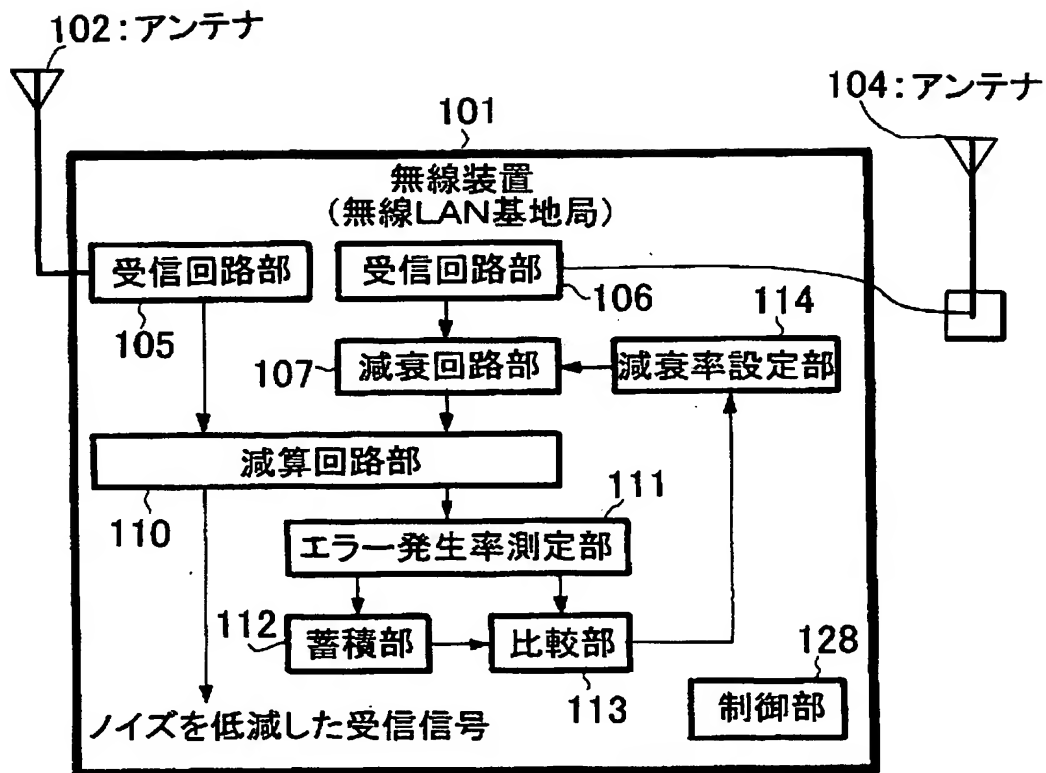 102：アンテナ
104：アンテナ
101
無線装置
（無線LAN基地局）
受信回路部
受信回路部
105
106
114
107
減衰回路部
減衰率設定部
減算回路部
110
111
エラー発生率測定部
112
蓄積部
比較部
113
128
制御部
ノイズを低減した受信信号